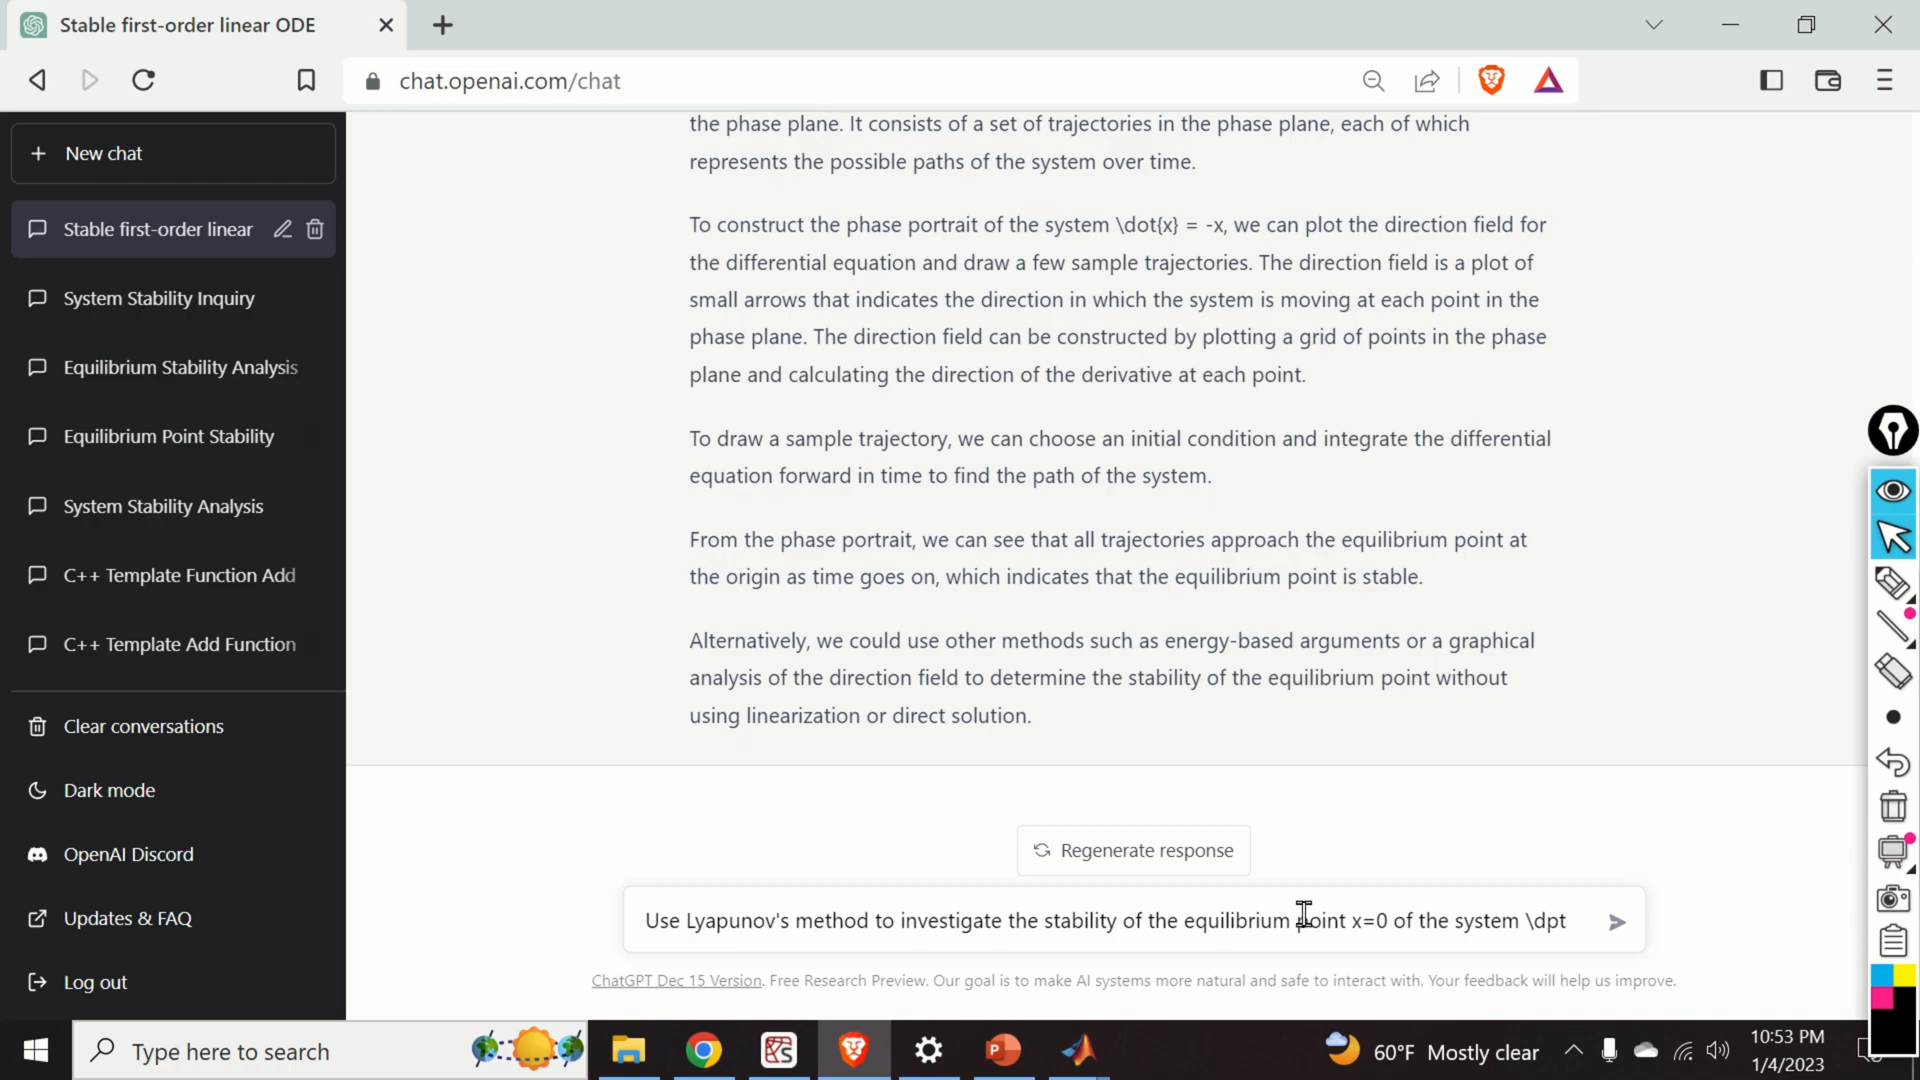 Stable first-order linear ODE
chat.openai.com/chat
New chat
Stable first-order linear
System Stability Inquiry
Equilibrium Stability Analysis
Equilibrium Point Stability
System Stability Analysis
C++ Template Function Add
C++ Template Add Function
Clear conversations
Dark mode
OpenAI Discord
Updates & FAQ
Log out
the phase plane. It consists of a set of trajectories in the phase plane, each of which
represents the possible paths of the system over time.
To construct the phase portrait of the system \dot{x} = -x, we can plot the direction field for
the differential equation and draw a few sample trajectories. The direction field is a plot of
small arrows that indicates the direction in which the system is moving at each point in the
phase plane. The direction field can be constructed by plotting a grid of points in the phase
plane and calculating the direction of the derivative at each point.
To draw a sample trajectory, we can choose an initial condition and integrate the differential
equation forward in time to find the path of the system.
From the phase portrait, we can see that all trajectories approach the equilibrium point at
the origin as time goes on, which indicates that the equilibrium point is stable.
Alternatively, we could use other methods such as energy-based arguments or a graphical
analysis of the direction field to determine the stability of the equilibrium point without
using linearization or direct solution.
Regenerate response
Use Lyapunov's method to investigate the stability of the equilibrium point x=0 of the system \dpt
ChatGPT Dec 15 Version. Free Research Preview. Our goal is to make AI systems more natural and safe to interact with. Your feedback will help us improve.
Type here to search
60°F Mostly clear
10:53 PM
1/4/2023